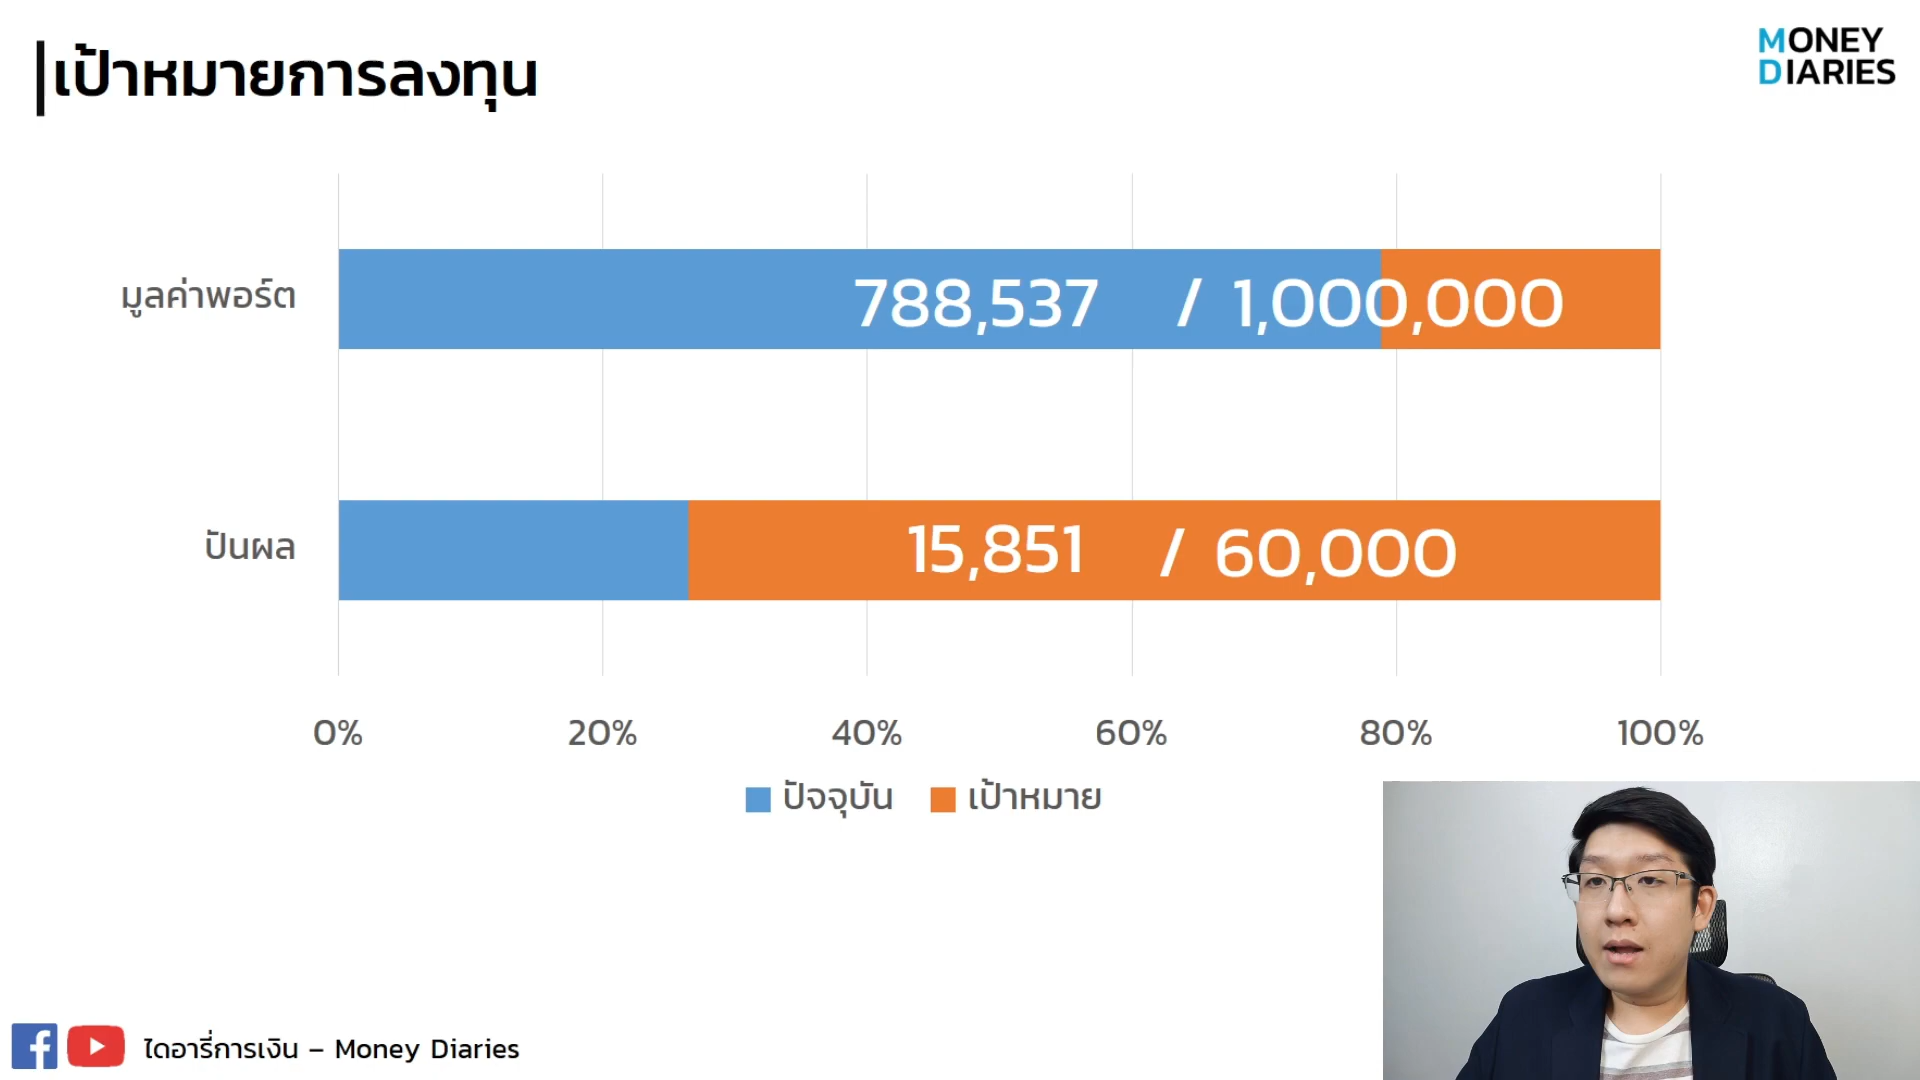 เป้าหมายการลงทุน
MONEY
DIARIES
มูลค่าพอร์ต
788,537 / 1,000,000
ปันผล
15,851 / 60,000
0% 20% 40% 60% 80% 100%
ปัจจุบัน เป้าหมาย
ไดอารี่การเงิน – Money Diaries